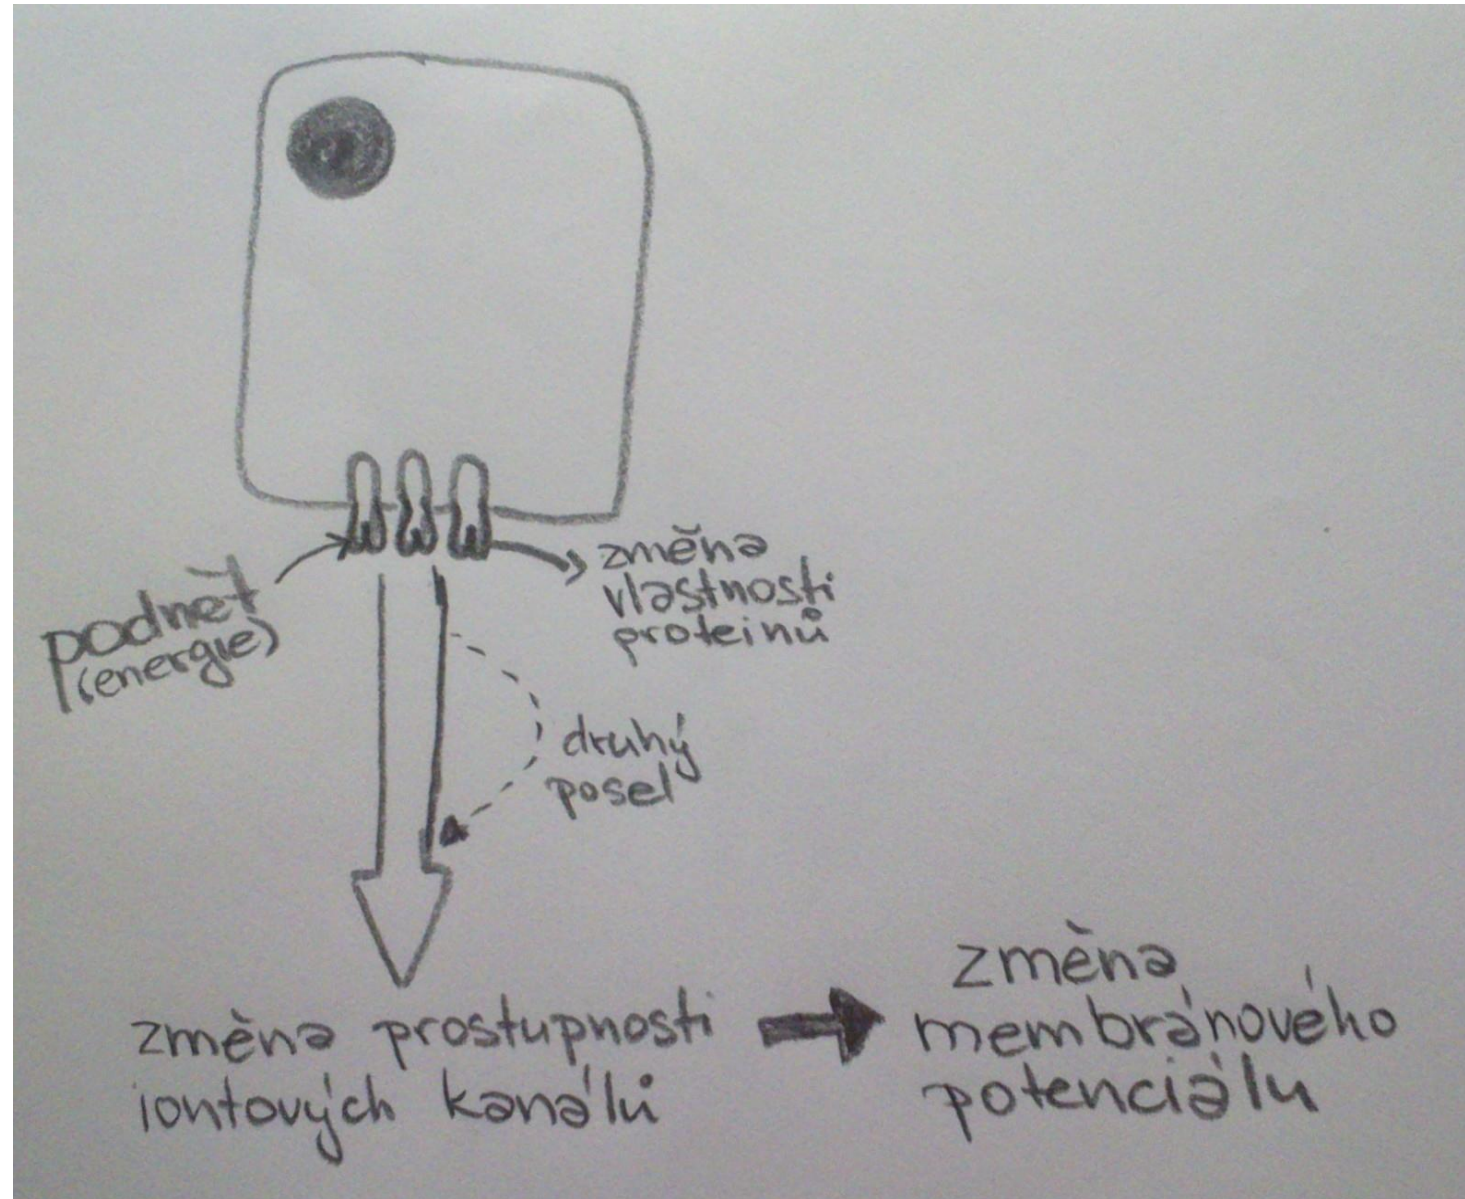 podnět
(energie)
změna
vlastnosti
proteinů
druhý
posel
změna prostupnosti
iontových kanálů
změna
membránového
potenciálu